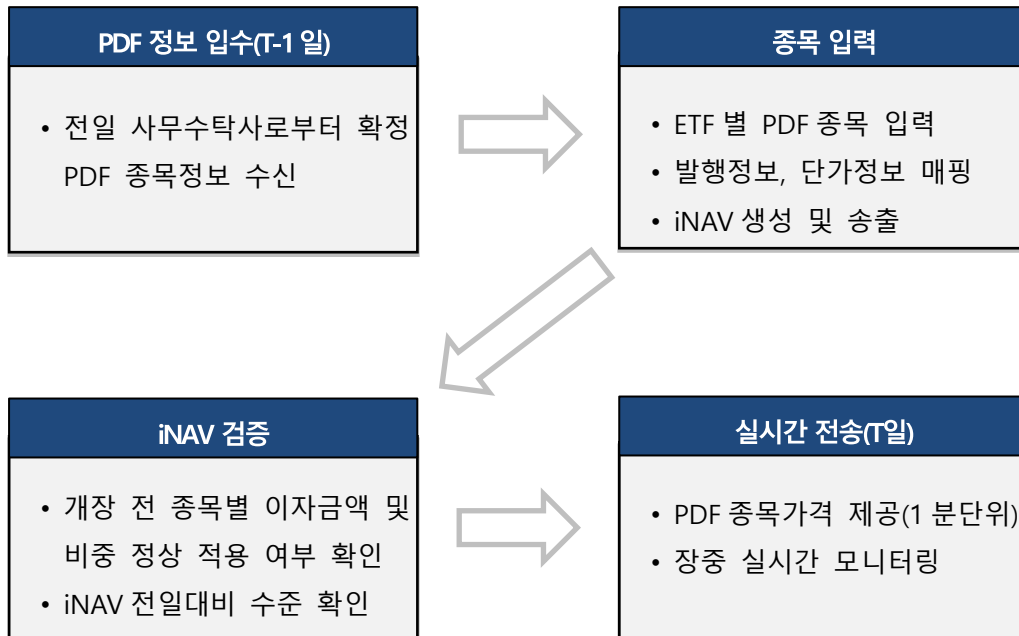 PDF 정보 입수(T-1 일)
• 전일 사무수탁사로부터 확정
PDF 종목정보 수신
종목 입력
• ETF 별 PDF 종목 입력
• 발행정보, 단가정보 매핑
• iNAV 생성 및 송출
iNAV 검증
• 개장 전 종목별 이자금액 및
비중 정상 적용 여부 확인
• iNAV 전일대비 수준 확인
실시간 전송(T일)
• PDF 종목가격 제공(1 분단위)
• 장중 실시간 모니터링